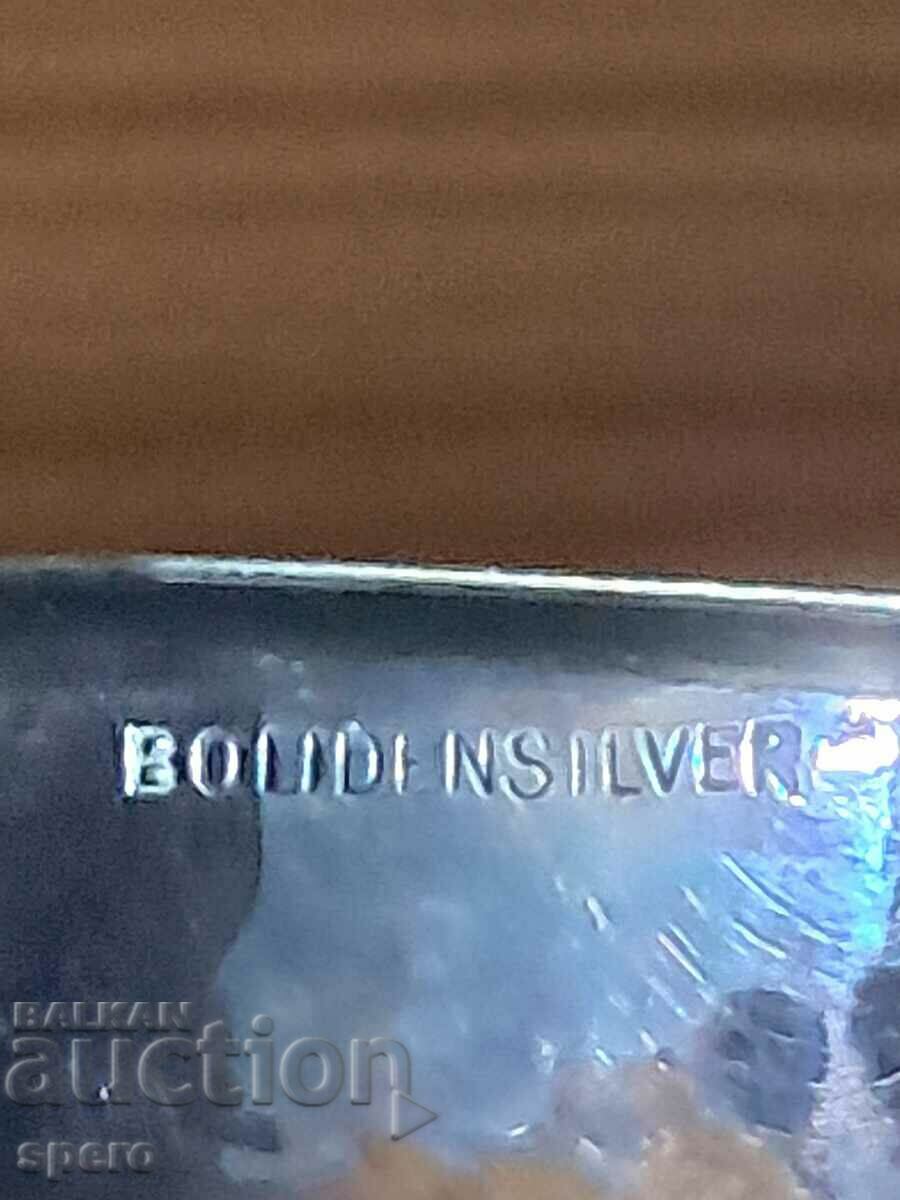 BOLIDENSILVER
BALKAN
auction
spero